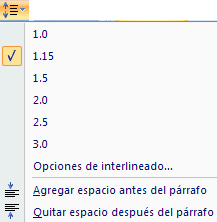 1.0
1.15
1.5
2.0
2.5
3.0
Opciones de interlineado...
Agregar espacio antes del párrafo
Quitar espacio después del párrafo